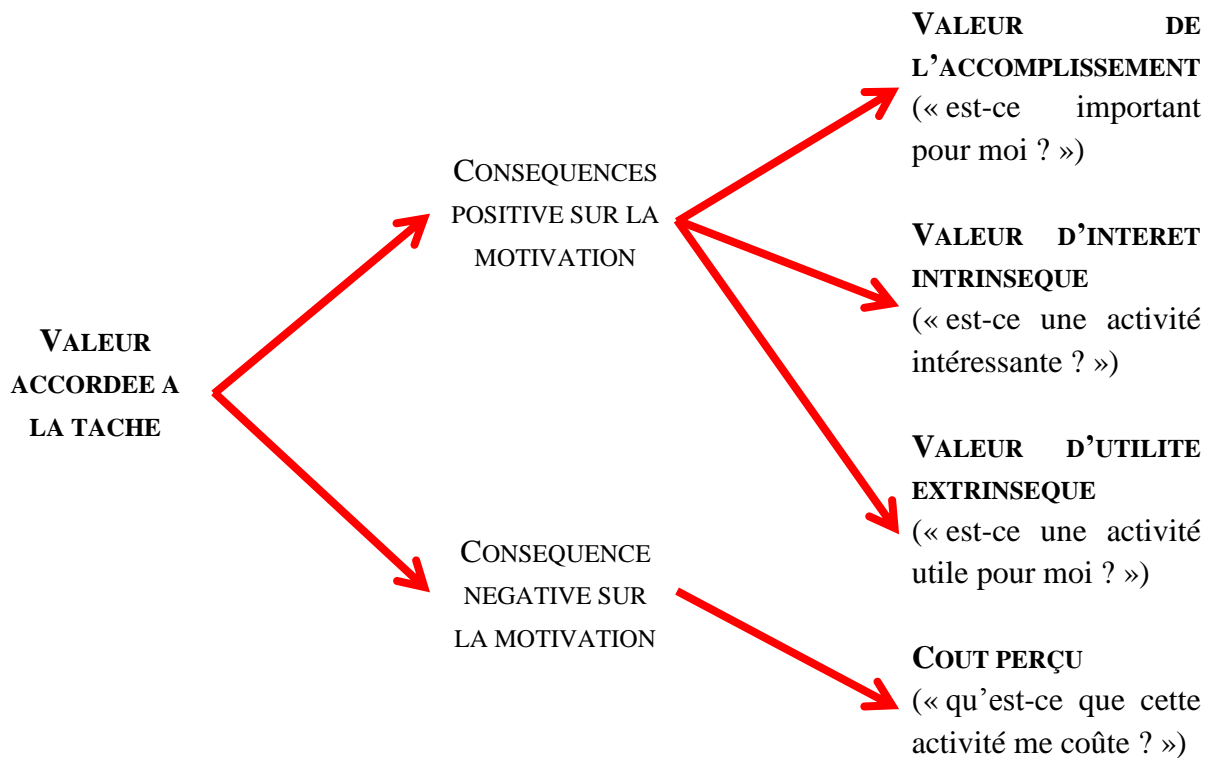 VALEUR DE
L'ACCOMPLISSEMENT
(« est-ce important
pour moi ? »)
CONSEQUENCES
POSITIVE SUR LA
MOTIVATION
VALEUR D'INTERET
INTRINSEQUE
(« est-ce une activité
intéressante ? »)
VALEUR
ACCORDEE A
LA TACHE
VALEUR D'UTILITE
EXTRINSEQUE
(« est-ce une activité
utile pour moi ? »)
CONSEQUENCE
NEGATIVE SUR
LA MOTIVATION
COUT PERÇU
(« qu'est-ce que cette
activité me coûte ? »)